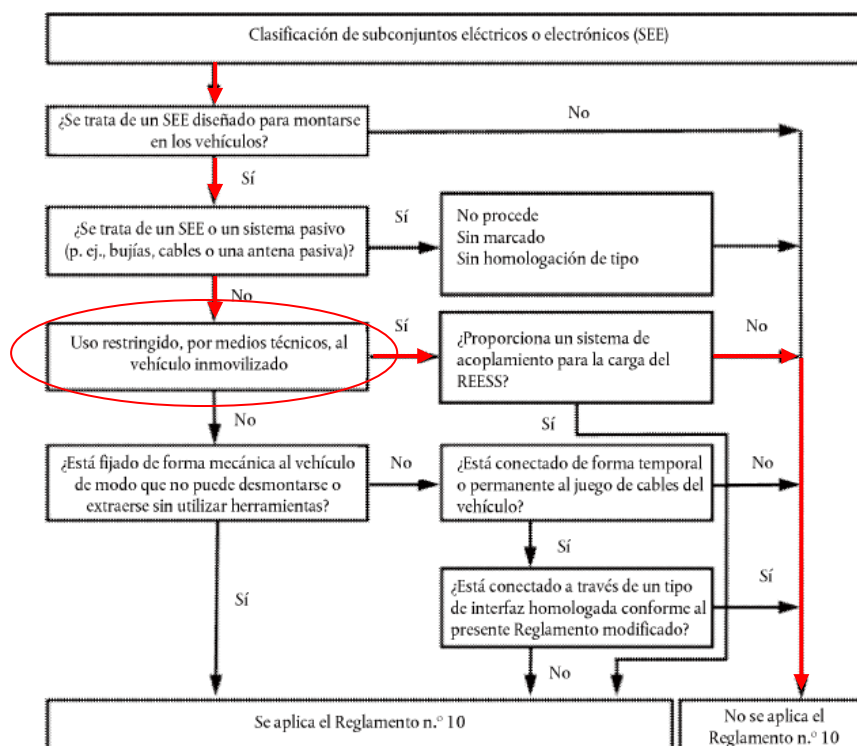 Clasificación de subconjuntos eléctricos o electrónicos (SEE)
¿Se trata de un SEE diseñado para montarse
en los vehículos?
No
Sí
¿Se trata de un SEE o un sistema pasivo
(p. ej., bujías, cables o una antena pasiva)?
Sí
No procede
Sin marcado
Sin homologación de tipo
No
Uso restringido, por medios técnicos, al
vehículo inmovilizado
Sí
¿Proporciona un sistema de
acoplamiento para la carga del
REESS?
No
No
Sí
¿Está fijado de forma mecánica al vehículo
de modo que no puede desmontarse o
extraerse sin utilizar herramientas?
No
¿Está conectado de forma temporal
o permanente al juego de cables del
vehículo?
No
Sí
Sí
¿Está conectado a través de un tipo
de interfaz homologada conforme al
presente Reglamento modificado?
Sí
No
Se aplica el Reglamento n.° 10
No se aplica el
Reglamento n.° 10